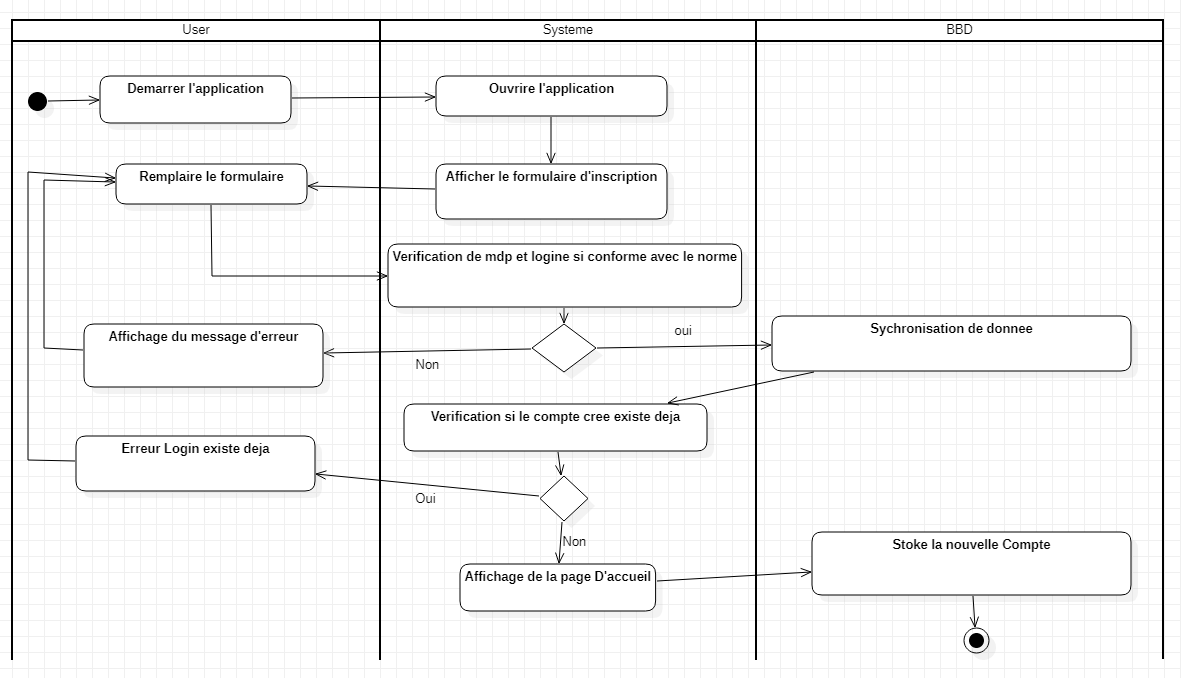 User
Systeme
BBD
Demarrer l'application
Ouvrire l'application
Remplaire le formulaire
Afficher le formulaire d'inscription
Verification de mdp et logine si conforme avec le norme
Affichage du message d'erreur
Non
oui
Sychronisation de donnee
Verification si le compte cree existe deja
Erreur Login existe deja
Oui
Non
Affichage de la page D'accueil
Stoke la nouvelle Compte